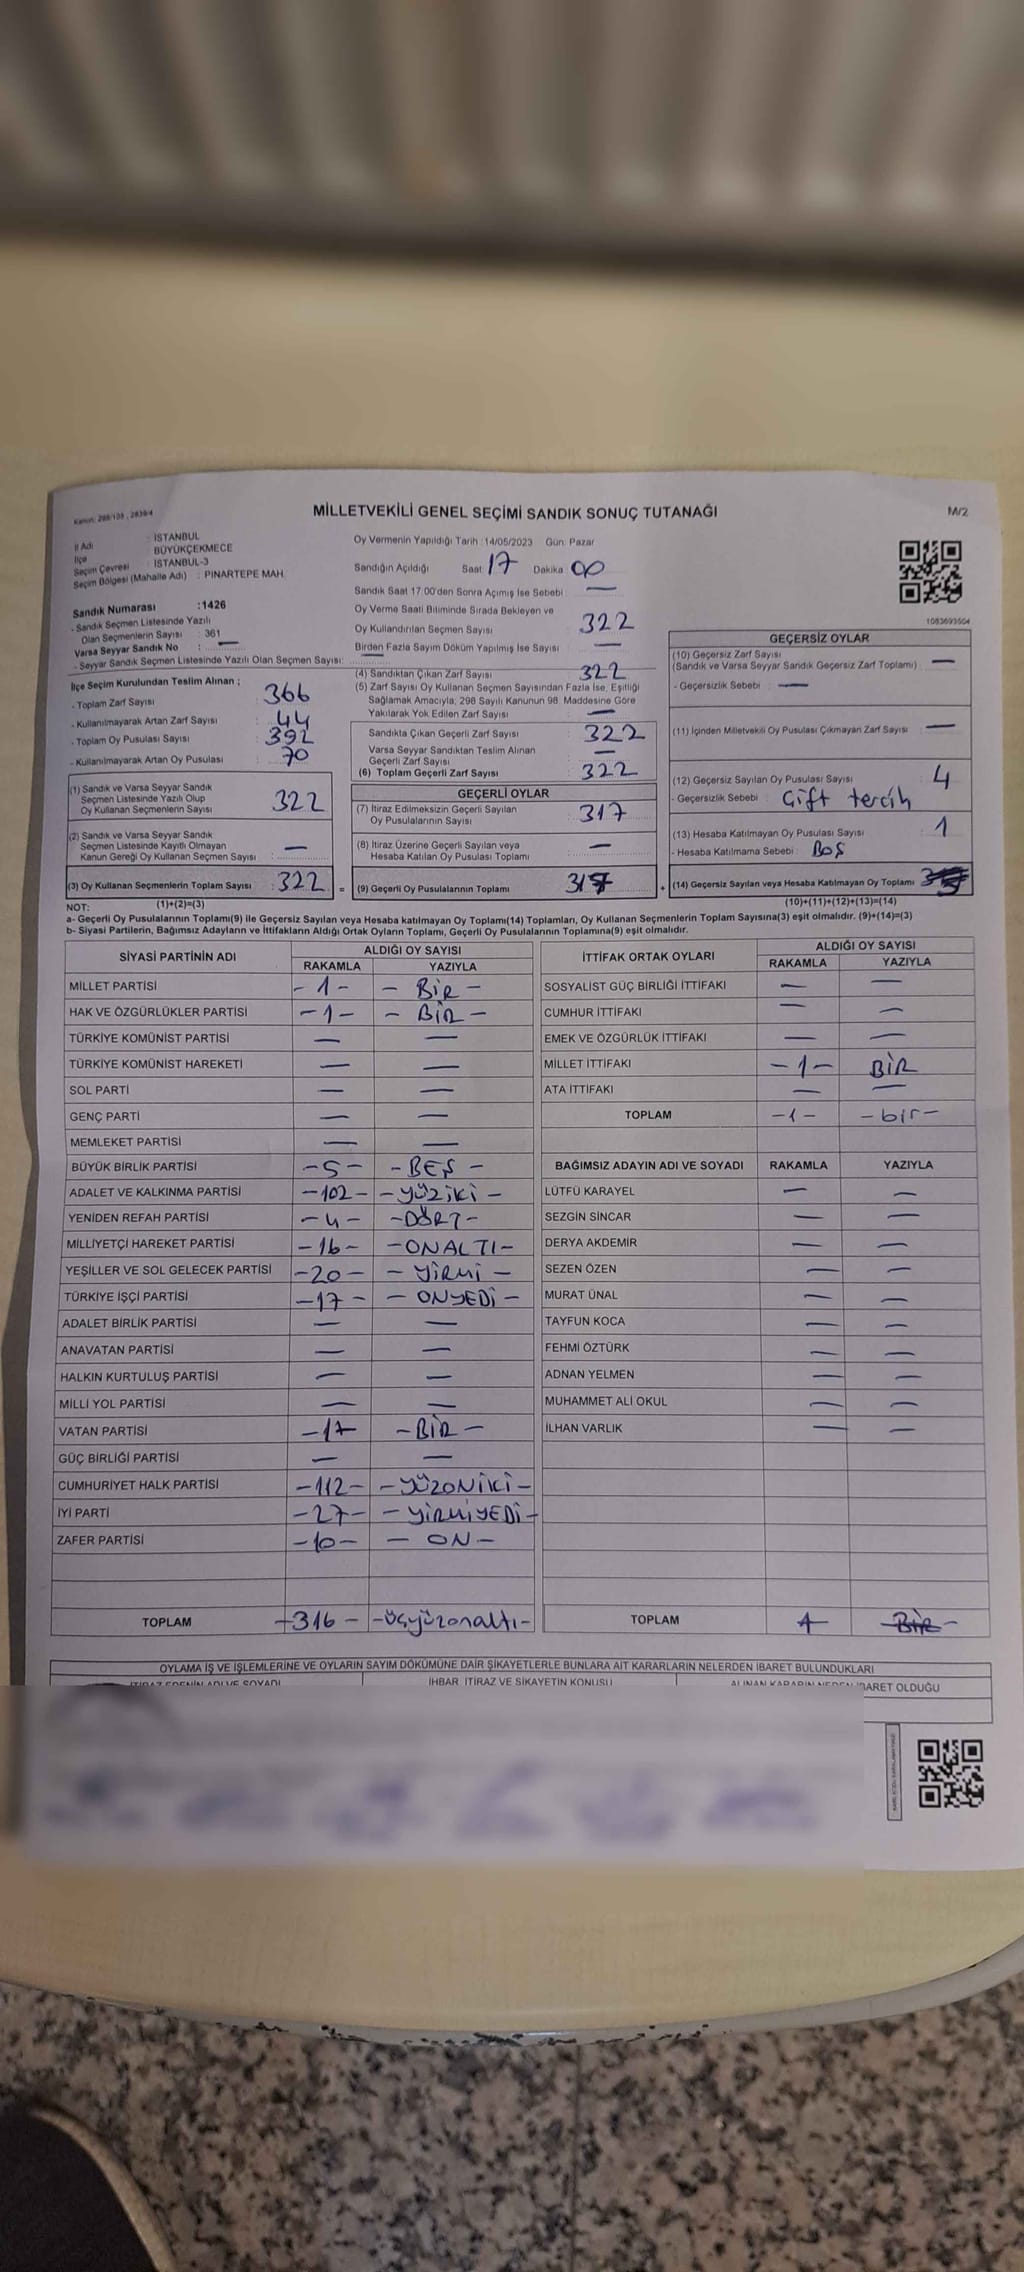 Kanun: 298/105 , 2839/4
MİLLETVEKİLİ GENEL SEÇİMİ SANDIK SONUÇ TUTANAĞI
M/2
İl Adı : İSTANBUL
İlçe : BÜYÜKÇEKMECE
Seçim Çevresi : İSTANBUL-3
Seçim Bölgesi (Mahalle Adı) : PINARTEPE MAH.
Sandık Numarası :1426
- Sandık Seçmen Listesinde Yazılı
Olan Seçmenlerin Sayısı : 361
Varsa Seyyar Sandık No : —
- Seyyar Sandık Seçmen Listesinde Yazılı Olan Seçmen Sayısı:
İlçe Seçim Kurulundan Teslim Alınan ;
- Toplam Zarf Sayısı : 366
- Kullanılmayarak Artan Zarf Sayısı : 44
- Toplam Oy Pusulası Sayısı : 392
- Kullanılmayarak Artan Oy Pusulası : 70
(1) Sandık ve Varsa Seyyar Sandık
Seçmen Listesinde Yazılı Olup
Oy Kullanan Seçmenlerin Sayısı : 322
(2) Sandık ve Varsa Seyyar Sandık
Seçmen Listesinde Kayıtlı Olmayan
Kanun Gereği Oy Kullanan Seçmen Sayısı : —
(3) Oy Kullanan Seçmenlerin Toplam Sayısı : 322 =
(1)+(2)=(3)
Oy Vermenin Yapıldığı Tarih :14/05/2023 Gün: Pazar
Sandığın Açıldığı Saat 17 Dakika 00
Sandık Saat 17.00'den Sonra Açılmış İse Sebebi : —
Oy Verme Saati Bitiminde Sırada Bekleyen ve
Oy Kullandırılan Seçmen Sayısı : 322
Birden Fazla Sayım Döküm Yapılmış İse Sayısı : —
(4) Sandıktan Çıkan Zarf Sayısı : 322
(5) Zarf Sayısı Oy Kullanan Seçmen Sayısından Fazla İse, Eşitliği
Sağlamak Amacıyla, 298 Sayılı Kanunun 98. Maddesine Göre
Yakılarak Yok Edilen Zarf Sayısı : —
Sandıkta Çıkan Geçerli Zarf Sayısı : 322
Varsa Seyyar Sandıktan Teslim Alınan
Geçerli Zarf Sayısı : —
(6) Toplam Geçerli Zarf Sayısı : 322
GEÇERLİ OYLAR
(7) İtiraz Edilmeksizin Geçerli Sayılan
Oy Pusulalarının Sayısı : 317
(8) İtiraz Üzerine Geçerli Sayılan veya
Hesaba Katılan Oy Pusulası Toplamı : —
(9) Geçerli Oy Pusulalarının Toplamı 317 +
1083693504
GEÇERSİZ OYLAR
(10) Geçersiz Zarf Sayısı
(Sandık ve Varsa Seyyar Sandık Geçersiz Zarf Toplamı) : —
- Geçersizlik Sebebi : —
(11) İçinden Milletvekili Oy Pusulası Çıkmayan Zarf Sayısı : —
(12) Geçersiz Sayılan Oy Pusulası Sayısı : 4
- Geçersizlik Sebebi : Çift tercih
(13) Hesaba Katılmayan Oy Pusulası Sayısı : 1
- Hesaba Katılmama Sebebi : Boş
(14) Geçersiz Sayılan veya Hesaba Katılmayan Oy Toplamı :
(10)+(11)+(12)+(13)=(14)
NOT:
a- Geçerli Oy Pusulalarının Toplamı(9) ile Geçersiz Sayılan veya Hesaba katılmayan Oy Toplamı(14) Toplamları, Oy Kullanan Seçmenlerin Toplam Sayısına(3) eşit olmalıdır. (9)+(14)=(3)
b- Siyasi Partilerin, Bağımsız Adayların ve İttifakların Aldığı Ortak Oyların Toplamı, Geçerli Oy Pusulalarının Toplamına(9) eşit olmalıdır.
SİYASİ PARTİNİN ADI ALDIĞI OY SAYISI
RAKAMLA YAZIYLA
MİLLET PARTİSİ - 1 - - BİR -
HAK VE ÖZGÜRLÜKLER PARTİSİ - 1 - - BİR -
TÜRKİYE KOMÜNİST PARTİSİ — —
TÜRKİYE KOMÜNİST HAREKETİ — —
SOL PARTİ — —
GENÇ PARTİ — —
MEMLEKET PARTİSİ — —
BÜYÜK BİRLİK PARTİSİ -5- -BEŞ -
ADALET VE KALKINMA PARTİSİ -102- -YÜZİKİ -
YENİDEN REFAH PARTİSİ -4- -DÖRT-
MİLLİYETÇİ HAREKET PARTİSİ -16- -ONALTI-
YEŞİLLER VE SOL GELECEK PARTİSİ -20- - YİRMİ -
TÜRKİYE İŞÇİ PARTİSİ -17- - ONYEDİ -
ADALET BİRLİK PARTİSİ — —
ANAVATAN PARTİSİ — —
HALKIN KURTULUŞ PARTİSİ — —
MİLLİ YOL PARTİSİ — —
VATAN PARTİSİ -1- -BİR -
GÜÇ BİRLİĞİ PARTİSİ — —
CUMHURİYET HALK PARTİSİ -112- -YÜZONİKİ-
İYİ PARTİ -27- -YİRMİYEDİ-
ZAFER PARTİSİ -10- - ON -
TOPLAM -316- -üçyüzonaltı-
İTTİFAK ORTAK OYLARI ALDIĞI OY SAYISI
RAKAMLA YAZIYLA
SOSYALİST GÜÇ BİRLİĞİ İTTİFAKI — —
CUMHUR İTTİFAKI — —
EMEK VE ÖZGÜRLÜK İTTİFAKI — —
MİLLET İTTİFAKI -1- BİR
ATA İTTİFAKI — —
TOPLAM -1- -bir-
BAĞIMSIZ ADAYIN ADI VE SOYADI RAKAMLA YAZIYLA
LÜTFÜ KARAYEL — —
SEZGİN SİNCAR — —
DERYA AKDEMİR — —
SEZEN ÖZEN — —
MURAT ÜNAL — —
TAYFUN KOCA — —
FEHMİ ÖZTÜRK — —
ADNAN YELMEN — —
MUHAMMET ALİ OKUL — —
İLHAN VARLIK — —
TOPLAM 1 BİR -
OYLAMA İŞ VE İŞLEMLERİNE VE OYLARIN SAYIM DÖKÜMÜNE DAİR ŞİKAYETLERLE BUNLARA AİT KARARLARIN NELERDEN İBARET BULUNDUKLARI
İTİRAZ EDENİN ADI VE SOYADI İHBAR, İTİRAZ VE ŞİKAYETİN KONUSU ALINAN KARARIN NEDEN İBARET OLDUĞU